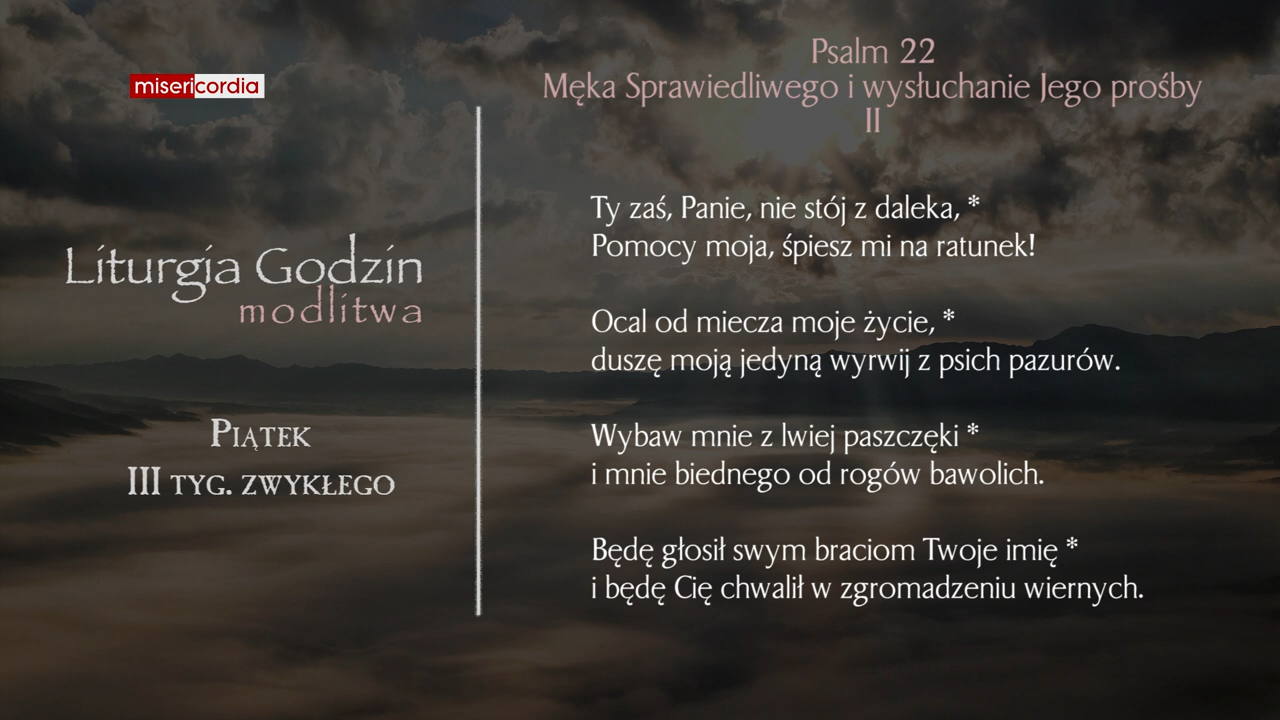 misericordia
Liturgia Godzin
modlitwa
Piątek
III tyg. zwykłego
Psalm 22
Męka Sprawiedliwego i wysłuchanie Jego prośby
II
Ty zaś, Panie, nie stój z daleka, *
Pomocy moja, śpiesz mi na ratunek!
Ocal od miecza moje życie, *
duszę moją jedyną wyrwij z psich pazurów.
Wybaw mnie z lwiej paszczęki *
i mnie biednego od rogów bawolich.
Będę głosił swym braciom Twoje imię *
i będę Cię chwalił w zgromadzeniu wiernych.